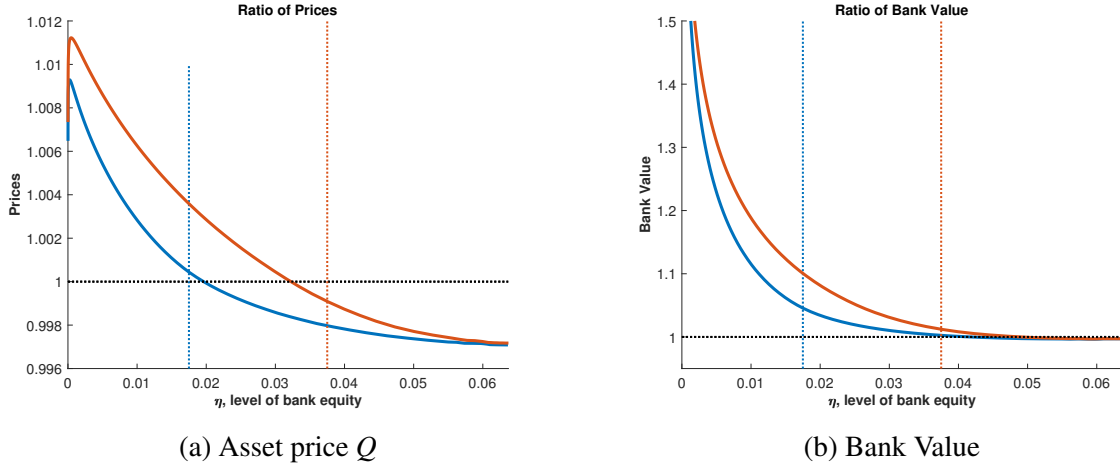 Ratio of Prices
1.012
1.01
1.008
1.006
1.004
1.002
1
0.998
0.996
Prices
0 0.01 0.02 0.03 0.04 0.05 0.06
η, level of bank equity
(a) Asset price Q
Ratio of Bank Value
1.5
1.4
1.3
1.2
1.1
1
Bank Value
0 0.01 0.02 0.03 0.04 0.05 0.06
η, level of bank equity
(b) Bank Value